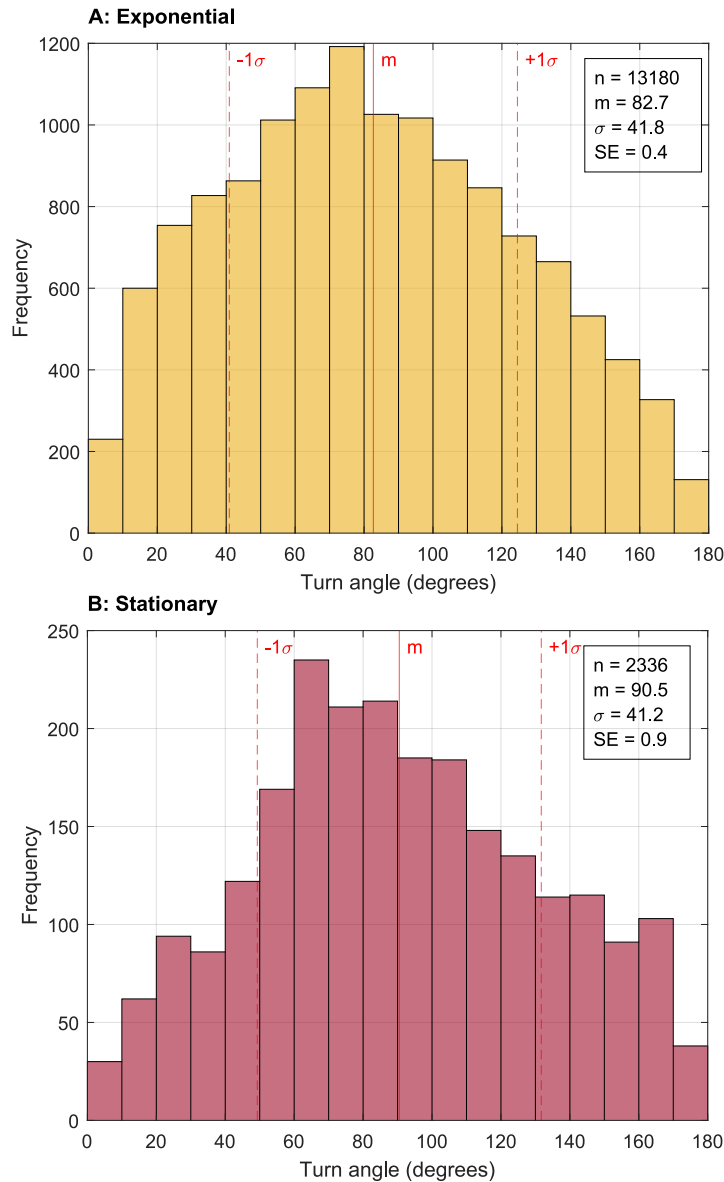 A: Exponential
1200
1000
800
600
400
200
0
Frequency
-1σ
m
+1σ
n = 13180
m = 82.7
σ = 41.8
SE = 0.4
0 20 40 60 80 100 120 140 160 180
Turn angle (degrees)
B: Stationary
250
200
150
100
50
0
Frequency
-1σ
m
+1σ
n = 2336
m = 90.5
σ = 41.2
SE = 0.9
0 20 40 60 80 100 120 140 160 180
Turn angle (degrees)